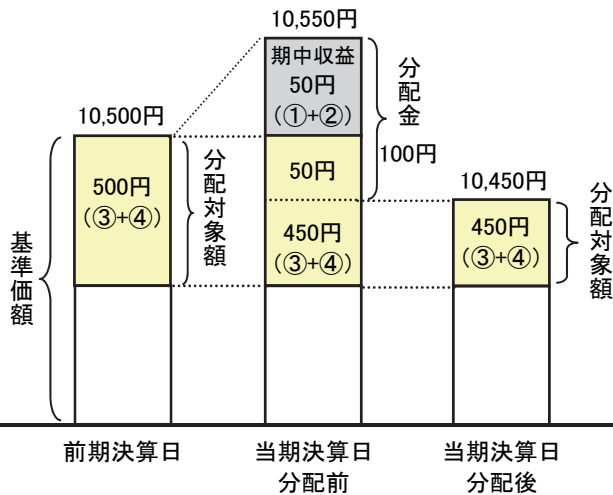 10,550円
期中収益
50円
(①+②)
分配金
100円
10,500円
500円
(③+④)
分配対象額
50円
450円
(③+④)
10,450円
450円
(③+④)
分配対象額
基準価額
前期決算日
当期決算日
分配前
当期決算日
分配後